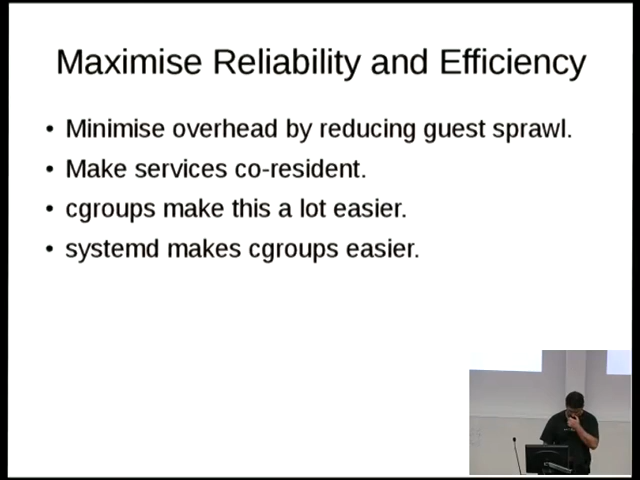 Maximise Reliability and Efficiency
• Minimise overhead by reducing guest sprawl.
• Make services co-resident.
• cgroups make this a lot easier.
• systemd makes cgroups easier.